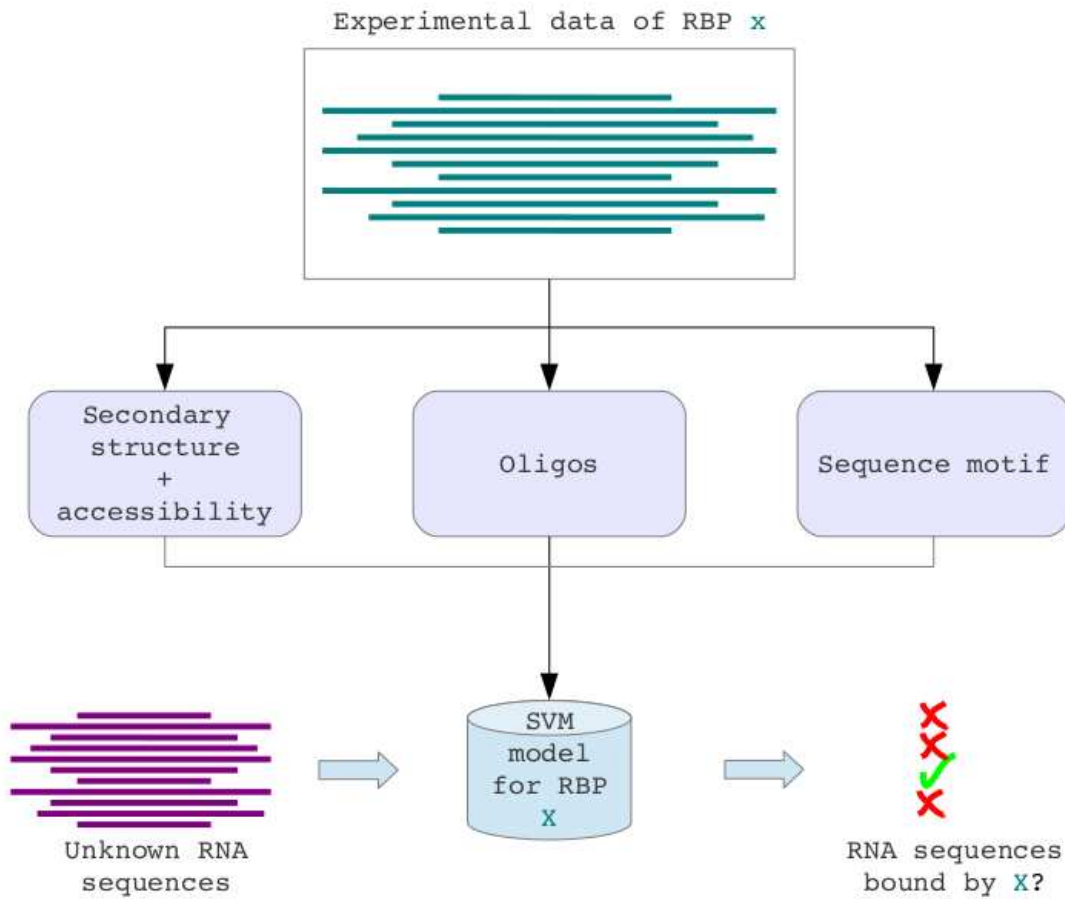 Experimental data of RBP x
Secondary
structure
+
accessibility
Oligos
Sequence motif
SVM
model
for RBP
X
Unknown RNA
sequences
RNA sequences
bound by X?